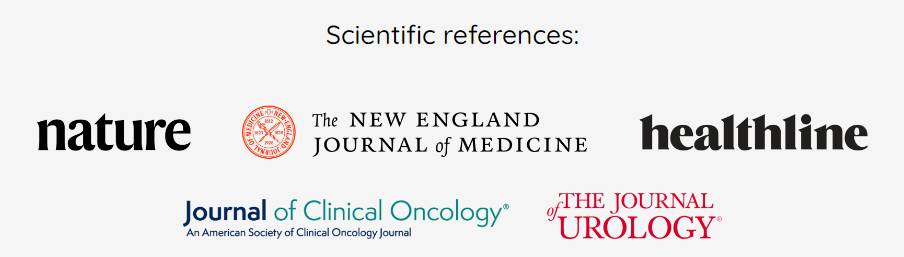 Scientific references:
nature
The NEW ENGLAND
JOURNAL of MEDICINE
healthline
Journal of Clinical Oncology®
An American Society of Clinical Oncology Journal
THE JOURNAL
of UROLOGY®